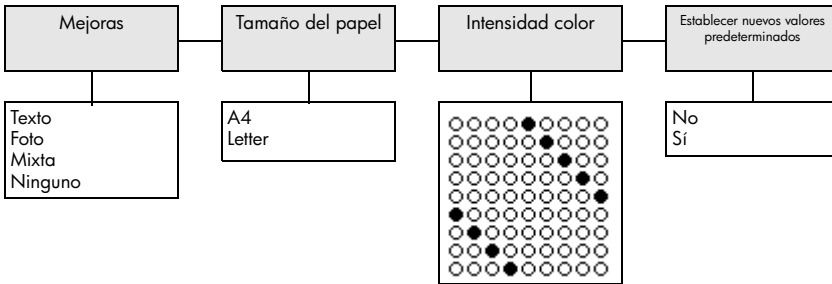 Mejoras
Tamaño del papel
Intensidad color
Establecer nuevos valores
predeterminados
Texto
Foto
Mixta
Ninguno
A4
Letter
No
Sí